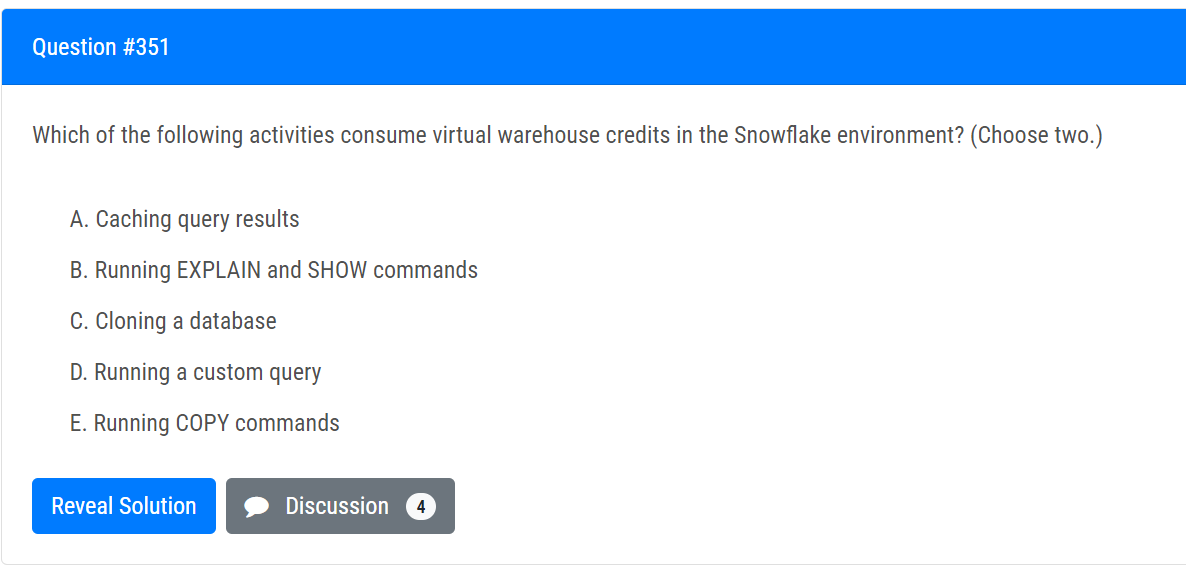 Question #351
Which of the following activities consume virtual warehouse credits in the Snowflake environment? (Choose two.)
A. Caching query results
B. Running EXPLAIN and SHOW commands
C. Cloning a database
D. Running a custom query
E. Running COPY commands
Reveal Solution
Discussion 4